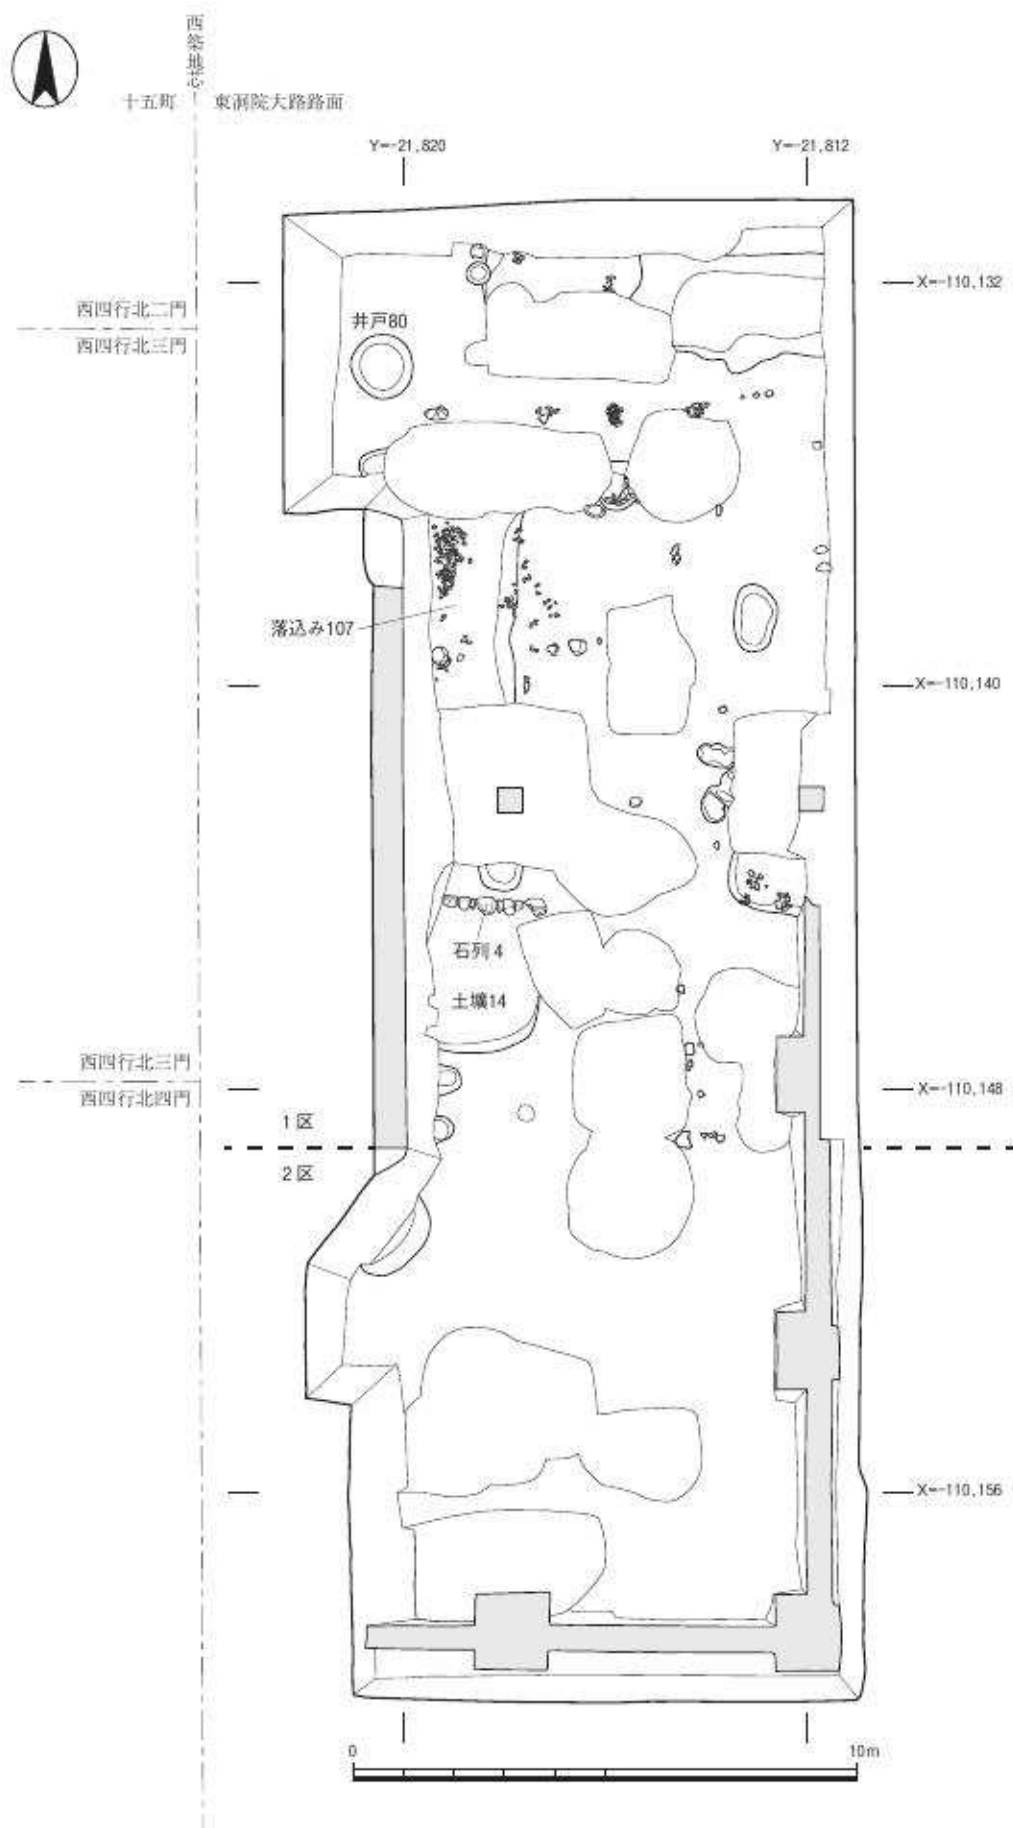 西築地芯
十五町 東洞院大路路面
Y=-21,820
Y=-21,812
X=-110,132
西四行北二門
西四行北三門
井戸80
落込み107
X=-110,140
石列4
土壙14
西四行北三門
西四行北四門
X=-110,148
1区
2区
X=-110,156
0
10m